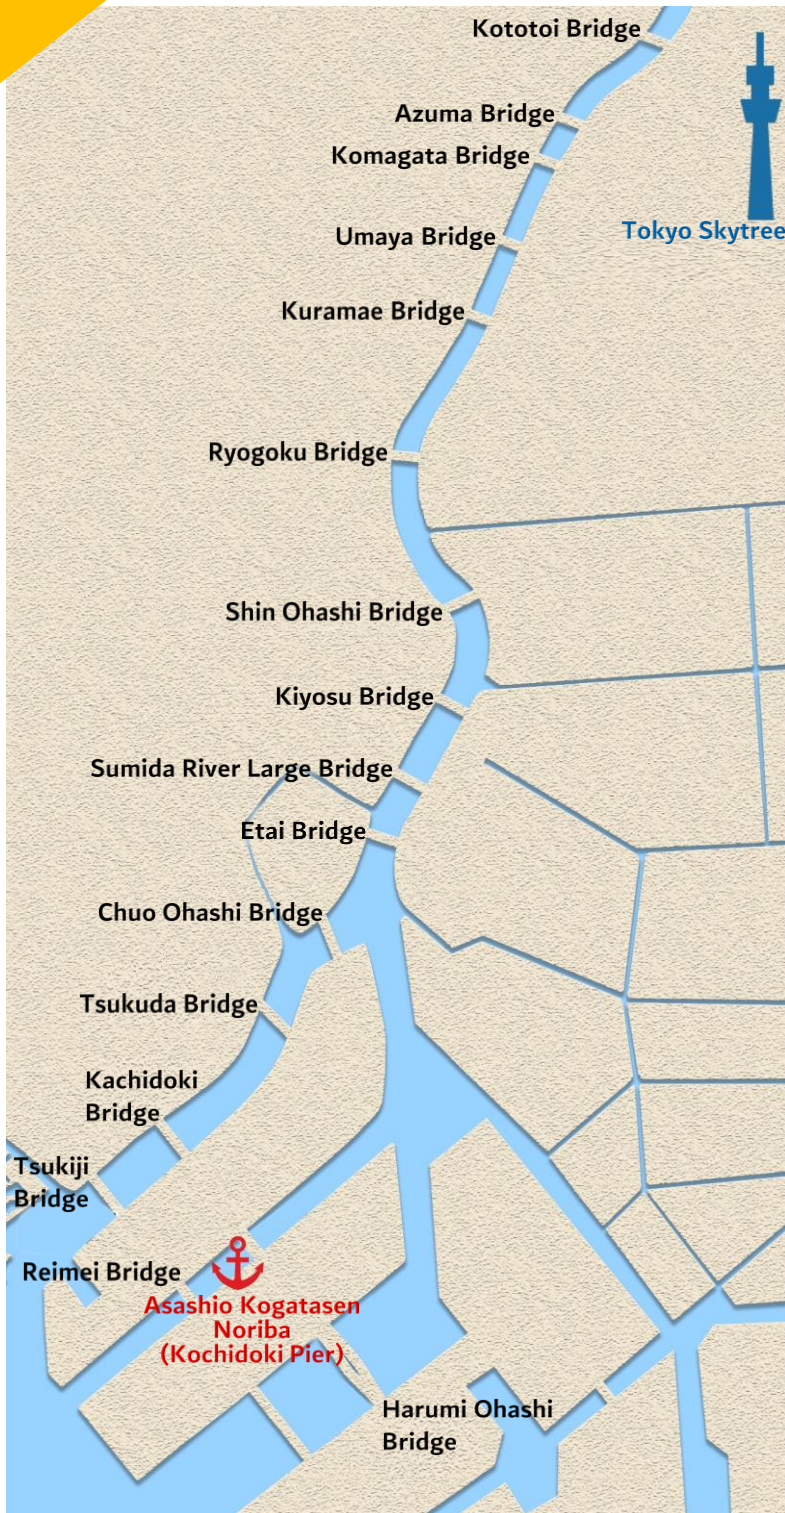 Kototoi Bridge
Azuma Bridge
Komagata Bridge
Umaya Bridge
Tokyo Skytree
Kuramae Bridge
Ryogoku Bridge
Shin Ohashi Bridge
Kiyosu Bridge
Sumida River Large Bridge
Etai Bridge
Chuo Ohashi Bridge
Tsukuda Bridge
Kachidoki
Bridge
Tsukiji
Bridge
Reimei Bridge
Asashio Kogatasen
Noriba
(Kochidoki Pier)
Harumi Ohashi
Bridge